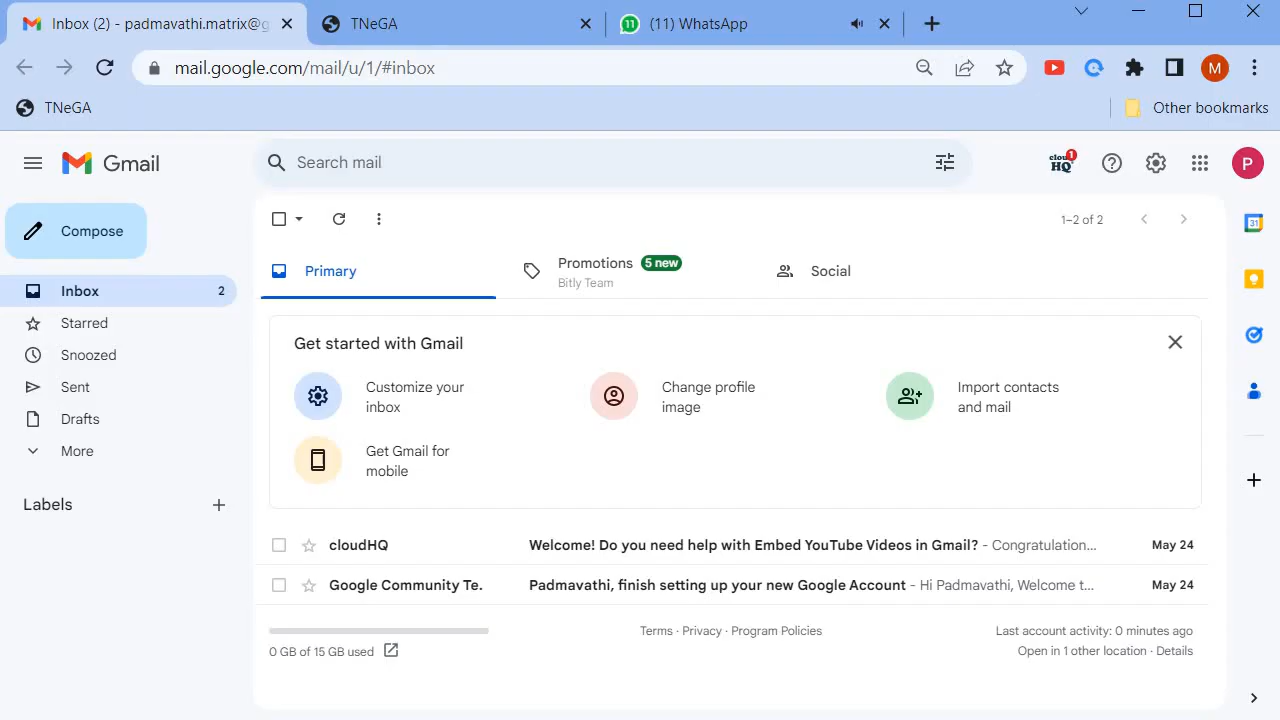 Inbox (2) - padmavathi.matrix@g
TNeGA
(11) WhatsApp
mail.google.com/mail/u/1/#inbox
M
TNeGA
Other bookmarks
Gmail
Search mail
cloud HQ 1
P
Compose
1–2 of 2
Primary
Promotions 5 new
Bitly Team
Social
Inbox 2
Starred
Snoozed
Sent
Drafts
More
Labels
Get started with Gmail
Customize your
inbox
Change profile
image
Import contacts
and mail
Get Gmail for
mobile
cloudHQ Welcome! Do you need help with Embed YouTube Videos in Gmail? - Congratulation... May 24
Google Community Te. Padmavathi, finish setting up your new Google Account - Hi Padmavathi, Welcome t... May 24
0 GB of 15 GB used
Terms · Privacy · Program Policies
Last account activity: 0 minutes ago
Open in 1 other location · Details
31
11